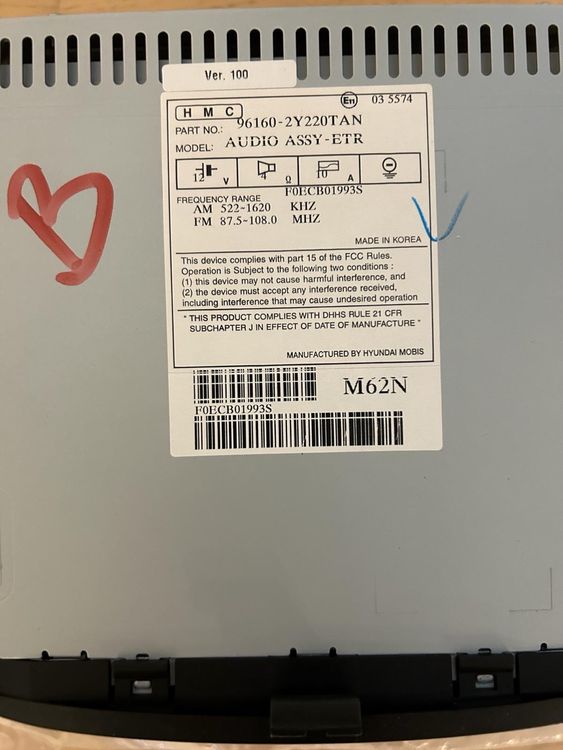 Ver. 100
H M C
En 03 5574
PART NO.: 96160-2Y220TAN
MODEL: AUDIO ASSY-ETR
12 V 4 Ω 10 A
F0ECB01993S
FREQUENCY RANGE
AM 522~1620 KHZ
FM 87.5~108.0 MHZ
MADE IN KOREA
This device complies with part 15 of the FCC Rules.
Operation is Subject to the following two conditions :
(1) this device may not cause harmful interference, and
(2) the device must accept any interference received,
including interference that may cause undesired operation
" THIS PRODUCT COMPLIES WITH DHHS RULE 21 CFR
SUBCHAPTER J IN EFFECT OF DATE OF MANUFACTURE "
MANUFACTURED BY HYUNDAI MOBIS
M62N
F0ECB01993S